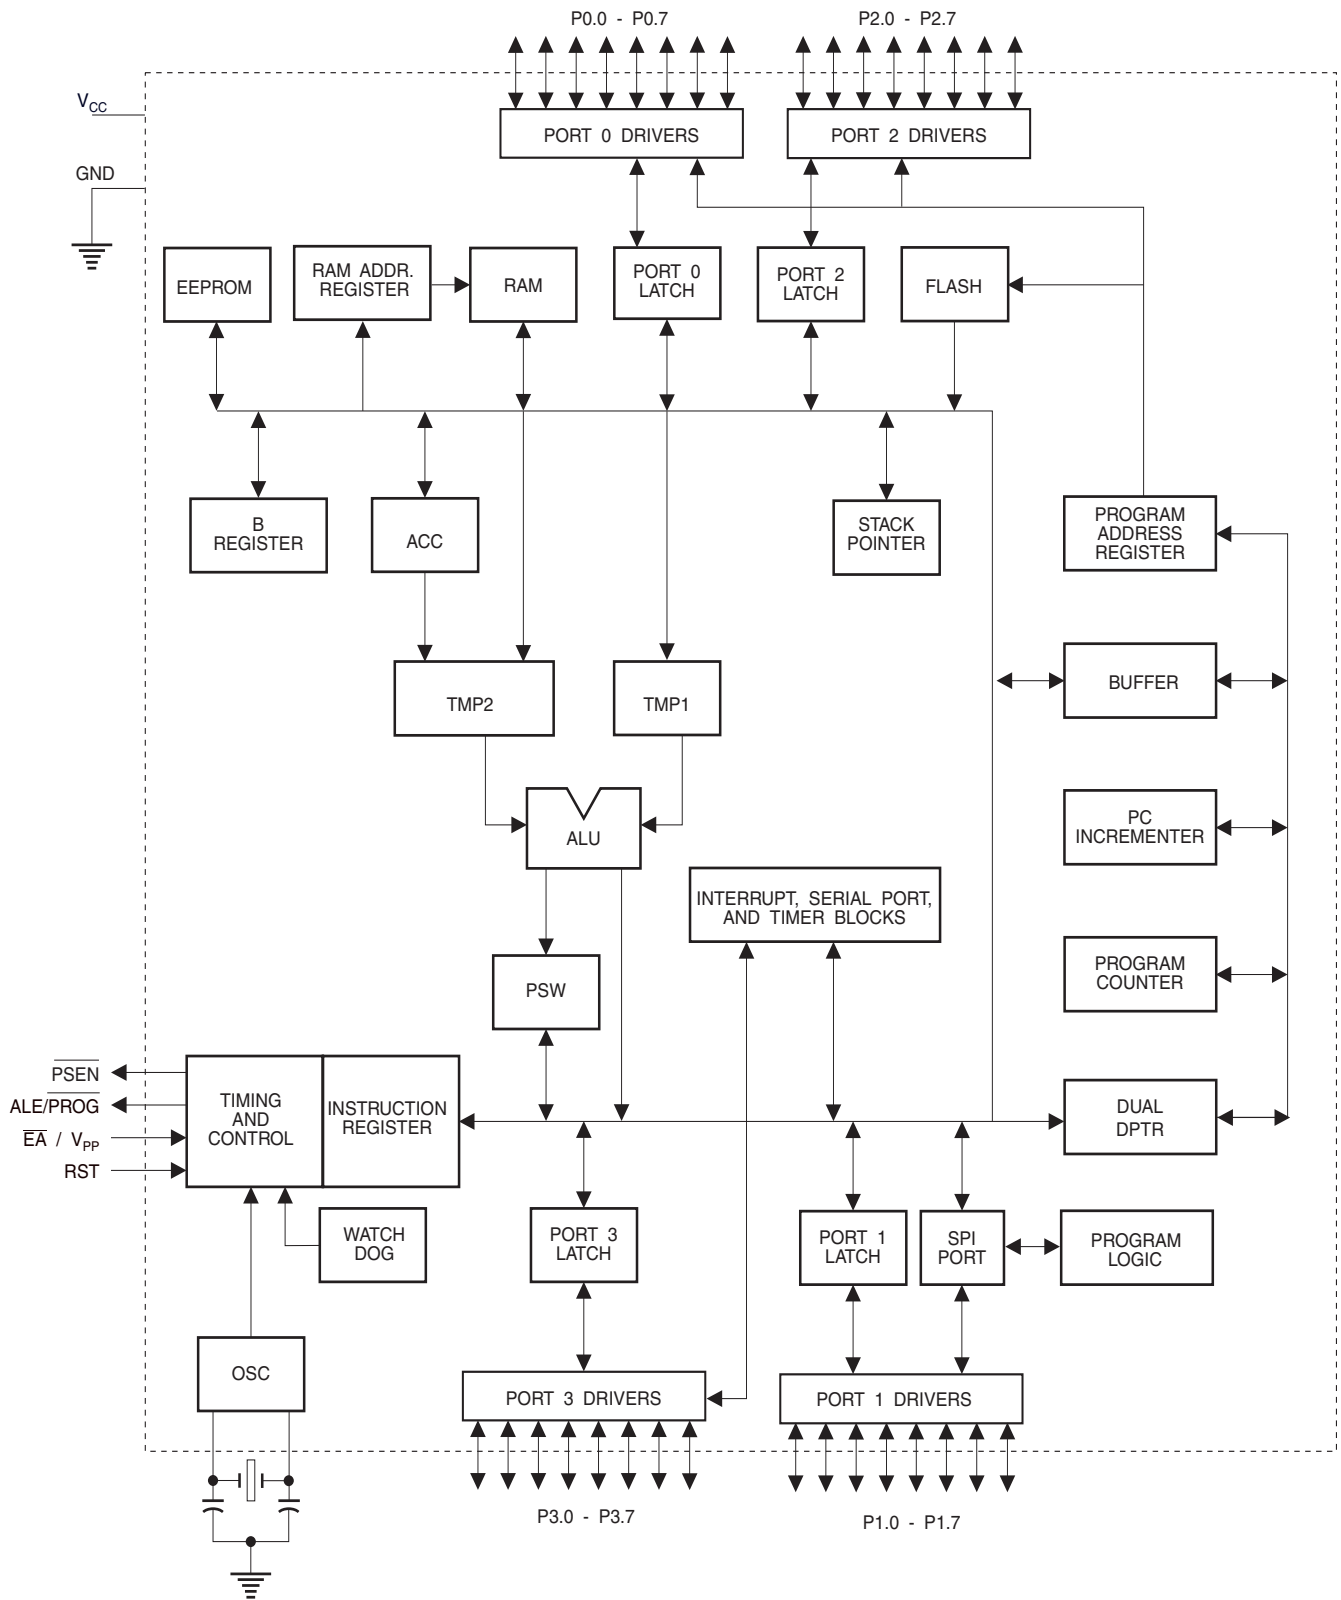 P0.0 - P0.7
P2.0 - P2.7
VCC
GND
PORT 0 DRIVERS
PORT 2 DRIVERS
EEPROM
RAM ADDR.
REGISTER
RAM
PORT 0
LATCH
PORT 2
LATCH
FLASH
B
REGISTER
ACC
STACK
POINTER
PROGRAM
ADDRESS
REGISTER
TMP2
TMP1
BUFFER
ALU
PC
INCREMENTER
INTERRUPT, SERIAL PORT,
AND TIMER BLOCKS
PSW
PROGRAM
COUNTER
PSEN
ALE/PROG
EA / VPP
RST
TIMING
AND
CONTROL
INSTRUCTION
REGISTER
DUAL
DPTR
WATCH
DOG
PORT 3
LATCH
PORT 1
LATCH
SPI
PORT
PROGRAM
LOGIC
OSC
PORT 3 DRIVERS
PORT 1 DRIVERS
P3.0 - P3.7
P1.0 - P1.7